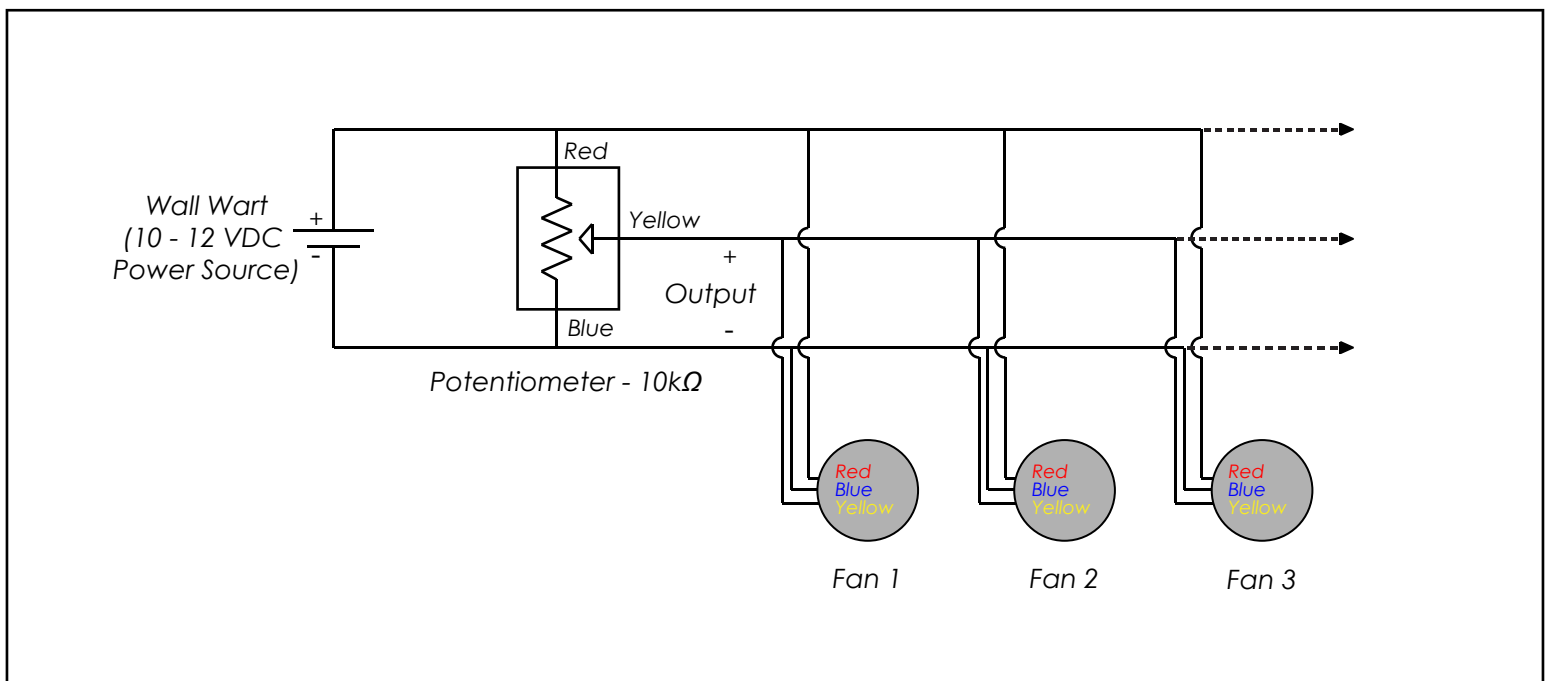 Red
Wall Wart
(10 - 12 VDC
Power Source)
+
-
Yellow
+
Output
-
Blue
Potentiometer - 10kΩ
Red
Blue
Yellow
Fan 1
Red
Blue
Yellow
Fan 2
Red
Blue
Yellow
Fan 3